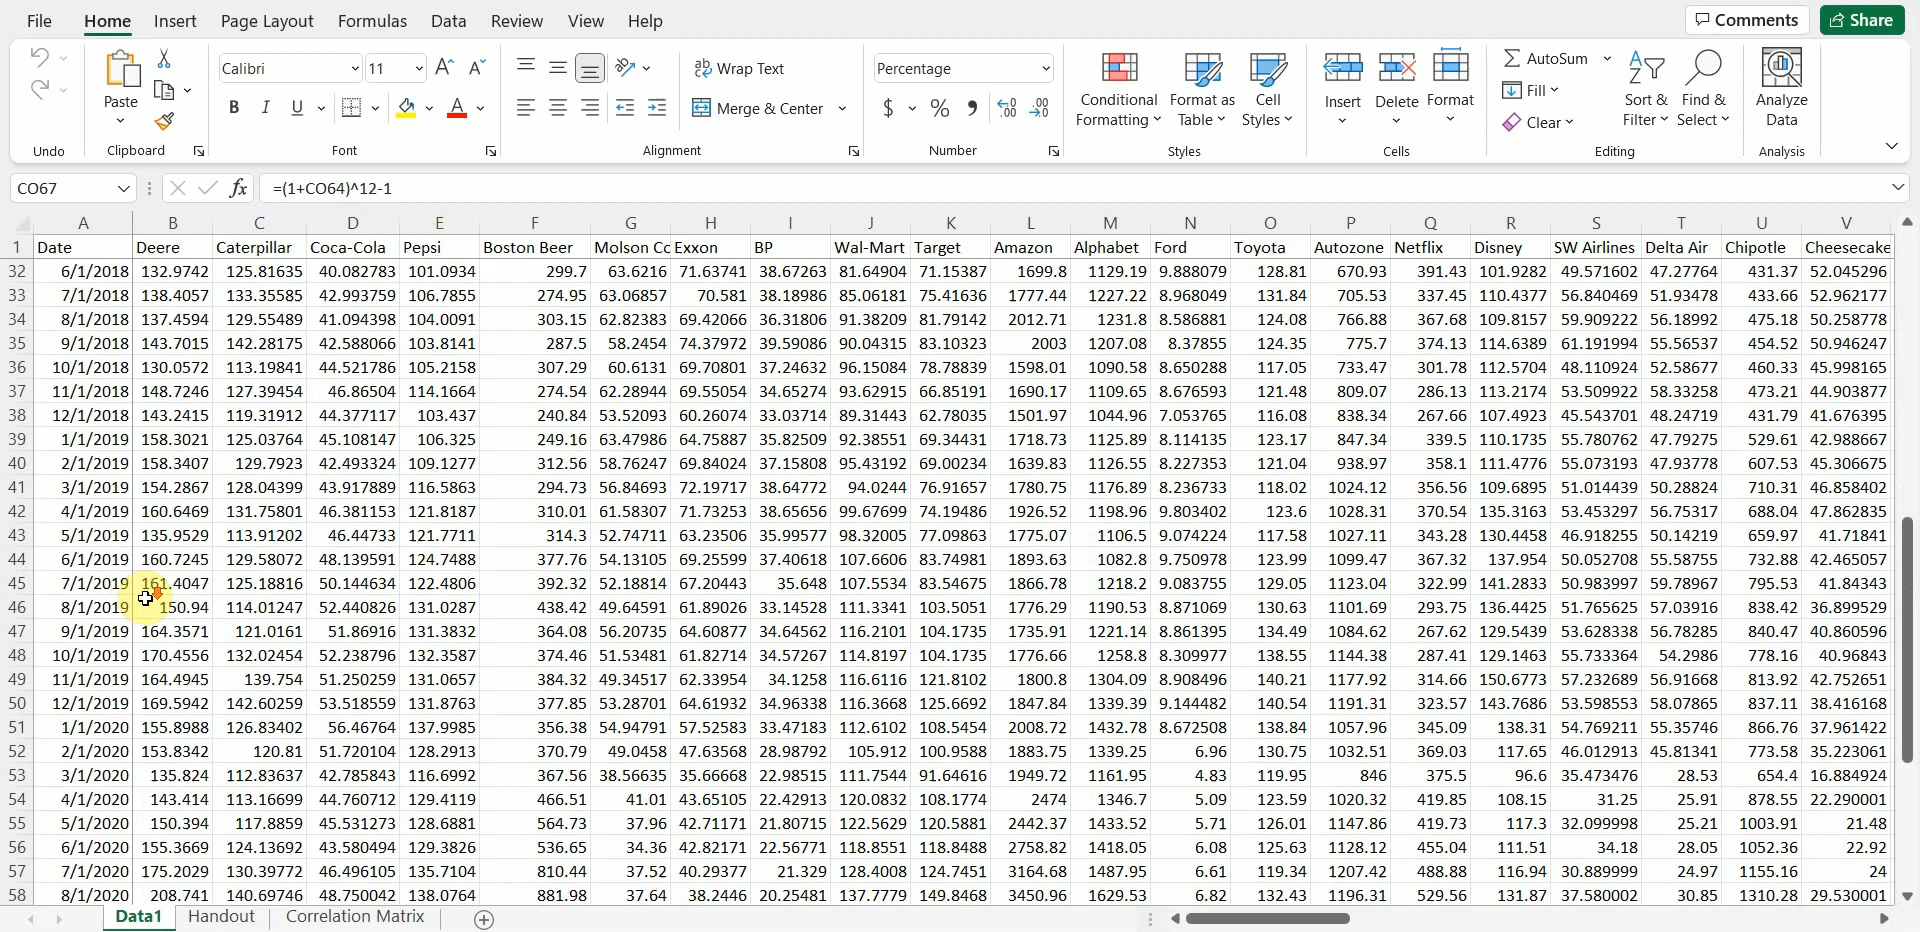 File Home Insert Page Layout Formulas Data Review View Help Comments Share
Calibri 11 Wrap Text Percentage AutoSum
Paste B I U A Merge & Center $ % , Conditional Formatting Format as Table Cell Styles Insert Delete Format Fill Clear Sort & Filter Find & Select Analyze Data
Undo Clipboard Font Alignment Number Styles Cells Editing Analysis
CO67 fx =(1+CO64)^12-1
A B C D E F G H I J K L M N O P Q R S T U V
1 Date Deere Caterpillar Coca-Cola Pepsi Boston Beer Molson Cc Exxon BP Wal-Mart Target Amazon Alphabet Ford Toyota Autozone Netflix Disney SW Airlines Delta Air Chipotle Cheesecake
32 6/1/2018 132.9742 125.81635 40.082783 101.0934 299.7 63.6216 71.63741 38.67263 81.64904 71.15387 1699.8 1129.19 9.888079 128.81 670.93 391.43 101.9282 49.571602 47.27764 431.37 52.045296
33 7/1/2018 138.4057 133.35585 42.993759 106.7855 274.95 63.06857 70.581 38.18986 85.06181 75.41636 1777.44 1227.22 8.968049 131.84 705.53 337.45 110.4377 56.840469 51.93478 433.66 52.962177
34 8/1/2018 137.4594 129.55489 41.094398 104.0091 303.15 62.82383 69.42066 36.31806 91.38209 81.79142 2012.71 1231.8 8.586881 124.08 766.88 367.68 109.8157 59.909222 56.18992 475.18 50.258778
35 9/1/2018 143.7015 142.28175 42.588066 103.8141 287.5 58.2454 74.37972 39.59086 90.04315 83.10323 2003 1207.08 8.37855 124.35 775.7 374.13 114.6389 61.191994 55.56537 454.52 50.946247
36 10/1/2018 130.0572 113.19841 44.521786 105.2158 307.29 60.6131 69.70801 37.24632 96.15084 78.78839 1598.01 1090.58 8.650288 117.05 733.47 301.78 112.5704 48.110924 52.58677 460.33 45.998165
37 11/1/2018 148.7246 127.39454 46.86504 114.1664 274.54 62.28944 69.55054 34.65274 93.62915 66.85191 1690.17 1109.65 8.676593 121.48 809.07 286.13 113.2174 53.509922 58.33258 473.21 44.903877
38 12/1/2018 143.2415 119.31912 44.377117 103.437 240.84 53.52093 60.26074 33.03714 89.31443 62.78035 1501.97 1044.96 7.053765 116.08 838.34 267.66 107.4923 45.543701 48.24719 431.79 41.676395
39 1/1/2019 158.3021 125.03764 45.108147 106.325 249.16 63.47986 64.75887 35.82509 92.38551 69.34431 1718.73 1125.89 8.114135 123.17 847.34 339.5 110.1735 55.780762 47.79275 529.61 42.988667
40 2/1/2019 158.3407 129.7923 42.493324 109.1277 312.56 58.76247 69.84024 37.15808 95.43192 69.00234 1639.83 1126.55 8.227353 121.04 938.97 358.1 111.4776 55.073193 47.93778 607.53 45.306675
41 3/1/2019 154.2867 128.04399 43.917889 116.5863 294.73 56.84693 72.19717 38.64772 94.0244 76.91657 1780.75 1176.89 8.236733 118.02 1024.12 356.56 109.6895 51.014439 50.28824 710.31 46.858402
42 4/1/2019 160.6469 131.75801 46.381153 121.8187 310.01 61.58307 71.73253 38.65656 99.67699 74.19486 1926.52 1198.96 9.803402 123.6 1028.31 370.54 135.3163 53.453297 56.75317 688.04 47.862835
43 5/1/2019 135.9529 113.91202 46.44733 121.7711 314.3 52.74711 63.23506 35.99577 98.32005 77.09863 1775.07 1106.5 9.074224 117.58 1027.11 343.28 130.4458 46.918255 50.14219 659.97 41.71841
44 6/1/2019 160.7245 129.58072 48.139591 124.7488 377.76 54.13105 69.25599 37.40618 107.6606 83.74981 1893.63 1082.8 9.750978 123.99 1099.47 367.32 137.954 50.052708 55.58755 732.88 42.465057
45 7/1/2019 161.4047 125.18816 50.144634 122.4806 392.32 52.18814 67.20443 35.648 107.5534 83.54675 1866.78 1218.2 9.083755 129.05 1123.04 322.99 141.2833 50.983997 59.78967 795.53 41.84343
46 8/1/2019 150.94 114.01247 52.440826 131.0287 438.42 49.64591 61.89026 33.14528 111.3341 103.5051 1776.29 1190.53 8.871069 130.63 1101.69 293.75 136.4425 51.765625 57.03916 838.42 36.899529
47 9/1/2019 164.3571 121.0161 51.86916 131.3832 364.08 56.20735 64.60877 34.64562 116.2101 104.1735 1735.91 1221.14 8.861395 134.49 1084.62 267.62 129.5439 53.628338 56.78285 840.47 40.860596
48 10/1/2019 170.4556 132.02454 52.238796 132.3587 374.46 51.53481 61.82714 34.57267 114.8197 104.1735 1776.66 1258.8 8.309977 138.55 1144.38 287.41 129.1463 55.733364 54.2986 778.16 40.96843
49 11/1/2019 164.4945 139.754 51.250259 131.0657 384.32 49.34517 62.33954 34.1258 116.6116 121.8102 1800.8 1304.09 8.908496 140.21 1177.92 314.66 150.6773 57.232689 56.91668 813.92 42.752651
50 12/1/2019 169.5942 142.60259 53.518559 131.8763 377.85 53.28701 64.61932 34.96338 116.3668 125.6692 1847.84 1339.39 9.144482 140.54 1191.31 323.57 143.7686 53.598553 58.07865 837.11 38.416168
51 1/1/2020 155.8988 126.83402 56.46764 137.9985 356.38 54.94791 57.52583 33.47183 112.6102 108.5454 2008.72 1432.78 8.672508 138.84 1057.96 345.09 138.31 54.769211 55.35746 866.76 37.961422
52 2/1/2020 153.8342 120.81 51.720104 128.2913 370.79 49.0458 47.63568 28.98792 105.912 100.9588 1883.75 1339.25 6.96 130.75 1032.51 369.03 117.65 46.012913 45.81341 773.58 35.223061
53 3/1/2020 135.824 112.83637 42.785843 116.6992 367.56 38.56635 35.66668 22.98515 111.7544 91.64616 1949.72 1161.95 4.83 119.95 846 375.5 96.6 35.473476 28.53 654.4 16.884924
54 4/1/2020 143.414 113.16699 44.760712 129.4119 466.51 41.01 43.65105 22.42913 120.0832 108.1774 2474 1346.7 5.09 123.59 1020.32 419.85 108.15 31.25 25.91 878.55 22.290001
55 5/1/2020 150.394 117.8859 45.531273 128.6881 564.73 37.96 42.71171 21.80715 122.5629 120.5881 2442.37 1433.52 5.71 126.01 1147.86 419.73 117.3 32.099998 25.21 1003.91 21.48
56 6/1/2020 155.3669 124.13692 43.580494 129.3826 536.65 34.36 42.82171 22.56771 118.8551 118.8488 2758.82 1418.05 6.08 125.63 1128.12 455.04 111.51 34.18 28.05 1052.36 22.92
57 7/1/2020 175.2029 130.39772 46.496105 135.7104 810.44 37.52 40.29377 21.329 128.4008 124.7451 3164.68 1487.95 6.61 119.34 1207.42 488.88 116.94 30.889999 24.97 1155.16 24
58 8/1/2020 208.741 140.69746 48.750042 138.0764 881.98 37.64 38.2446 20.25481 137.7779 149.8468 3450.96 1629.53 6.82 132.43 1196.31 529.56 131.87 37.580002 30.85 1310.28 29.530001
Data1 Handout Correlation Matrix